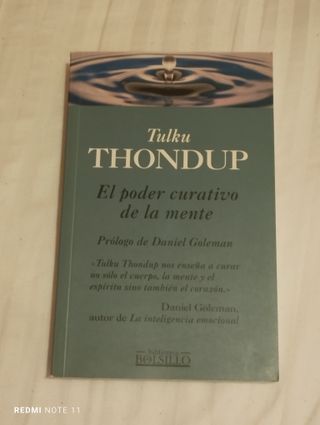 Tulku
THONDUP
El poder curativo
de la mente
Prólogo de Daniel Goleman
«Tulku Thondup nos enseña a curar
no sólo el cuerpo, la mente y el
espíritu sino también el corazón.»
Daniel Goleman,
autor de La inteligencia emocional
biblioteca
BOLSILLO
REDMI NOTE 11